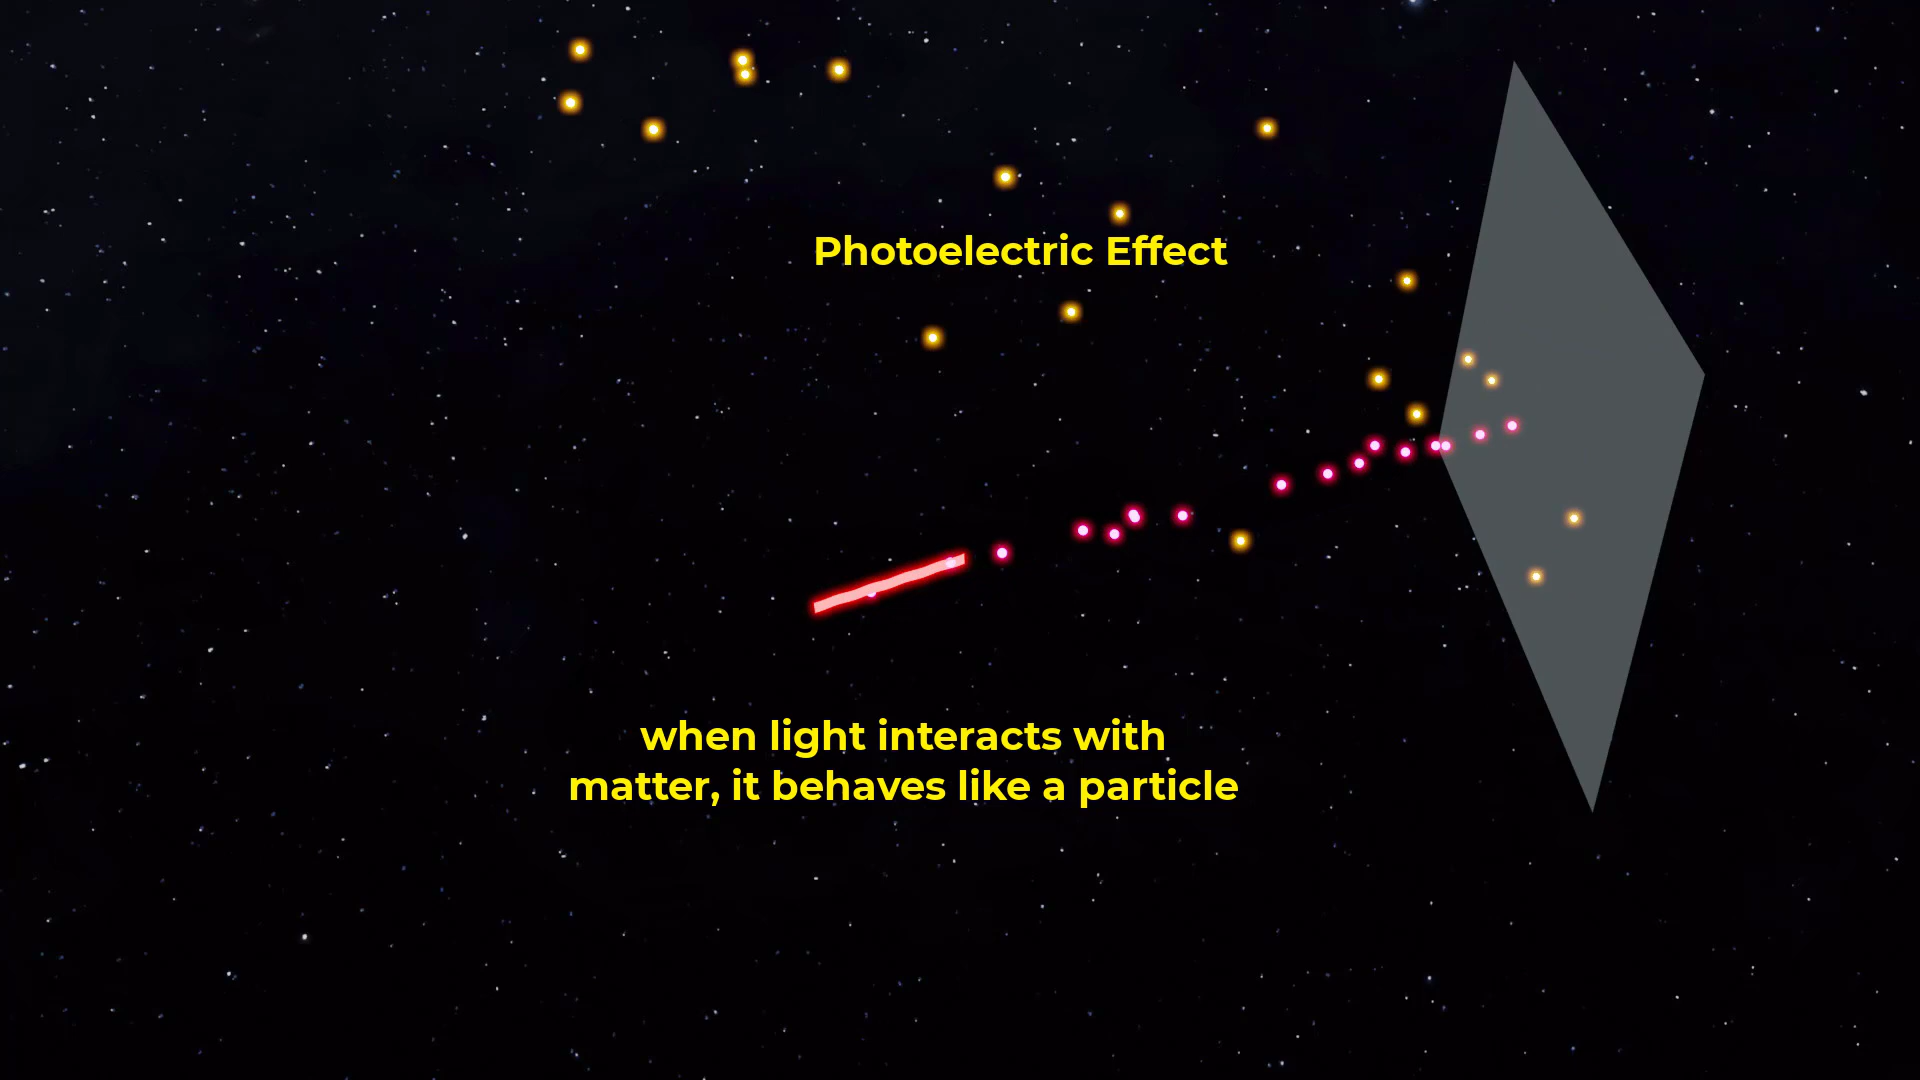 Photoelectric Effect
when light interacts with
matter, it behaves like a particle